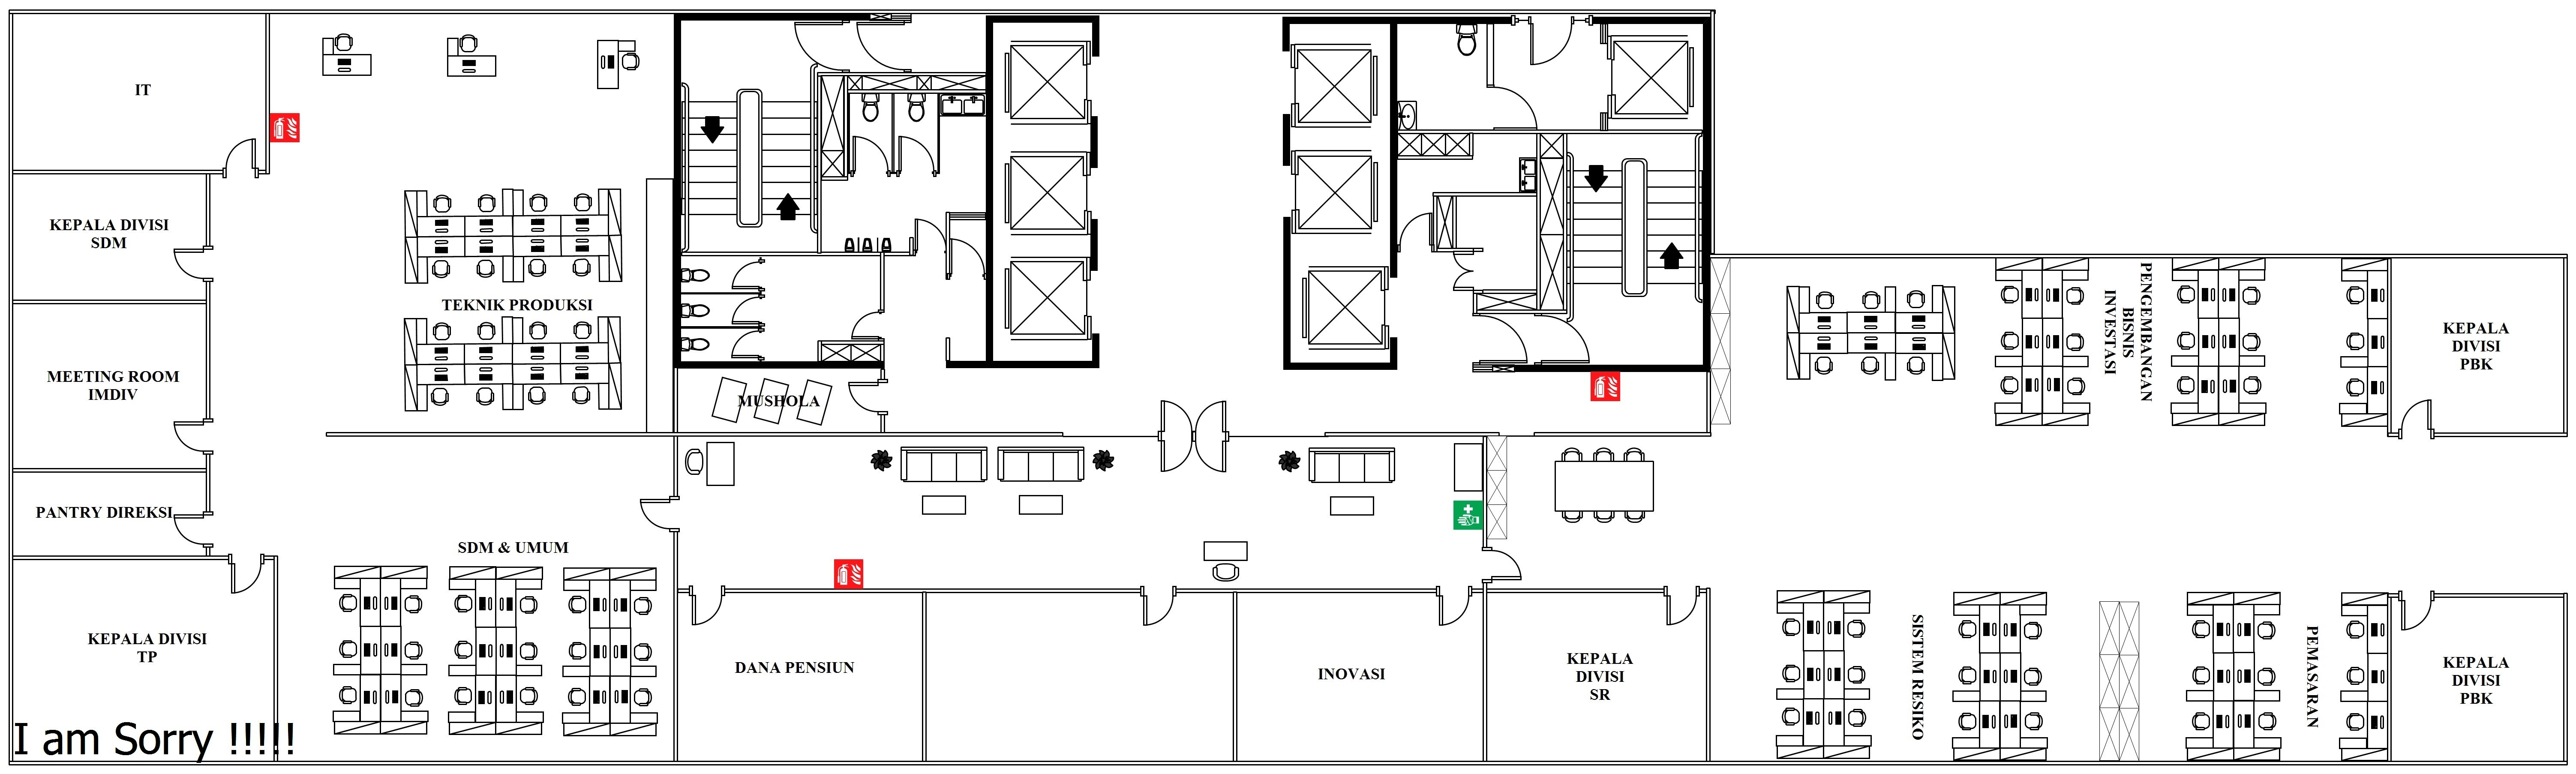 IT
KEPALA DIVISI
SDM
TEKNIK PRODUKSI
MEETING ROOM
IMDIV
MUSHOLA
PANTRY DIREKSI
SDM & UMUM
KEPALA DIVISI
TP
DANA PENSIUN
INOVASI
KEPALA
DIVISI
SR
PENGEMBANGAN
BISNIS
INVESTASI
KEPALA
DIVISI
PBK
SISTEM RESIKO
PEMASARAN
KEPALA
DIVISI
PBK
I am Sorry !!!!!